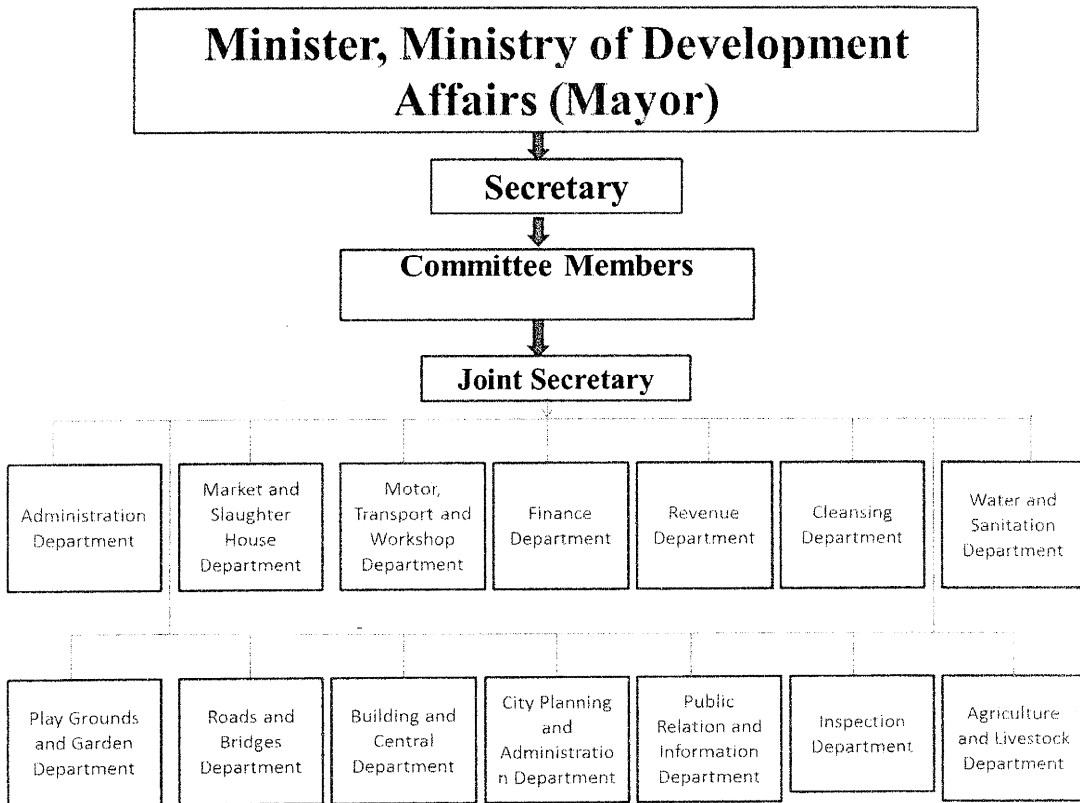 Minister, Ministry of Development
Affairs (Mayor)
Secretary
Committee Members
Joint Secretary
Administration
Department
Market and
Slaughter
House
Department
Motor,
Transport and
Workshop
Department
Finance
Department
Revenue
Department
Cleansing
Department
Water and
Sanitation
Department
Play Grounds
and Garden
Department
Roads and
Bridges
Department
Building and
Central
Department
City Planning
and
Administratio
n Department
Public
Relation and
Information
Department
Inspection
Department
Agriculture
and Livestock
Department